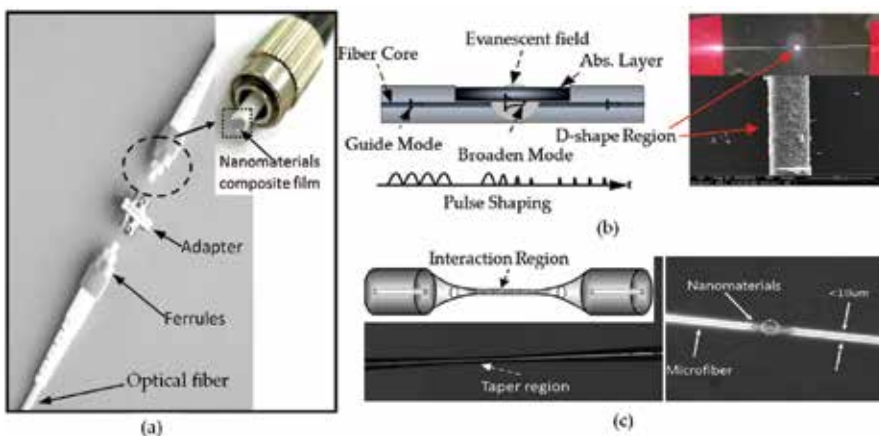 (a)
Nanomaterials
composite film
Adapter
Ferrules
Optical fiber
(a)
Evanescent field
Fiber Core
Abs. Layer
Guide Mode
Broaden Mode
D-shape Region
t
Pulse Shaping
(b)
Interaction Region
Taper region
Nanomaterials
<10um
Microfiber
(c)